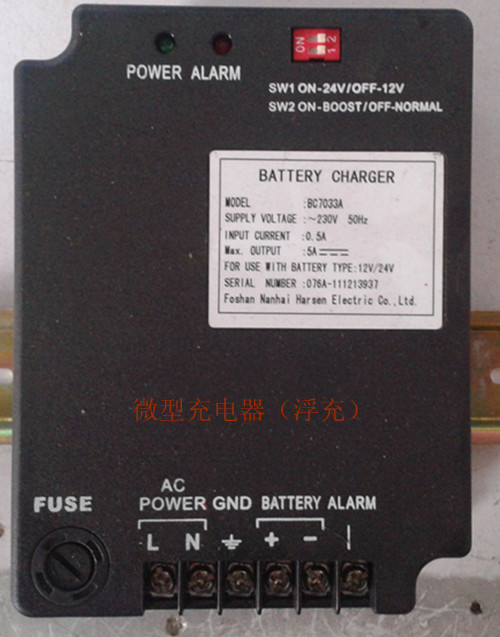 ON
1 2
POWER ALARM
SW1 ON-24V/OFF-12V
SW2 ON-BOOST/OFF-NORMAL
BATTERY CHARGER
MODEL :BC7033A
SUPPLY VOLTAGE :～230V 50Hz
INPUT CURRENT :0.5A
Max. OUTPUT :5A
FOR USE WITH BATTERY TYPE:12V/24V
SERIAL NUMBER :076A-111213937
Foshan Nanhai Harsen Electric Co.,Ltd.
微型充电器（浮充）
FUSE
AC
POWER GND BATTERY ALARM
L N + −